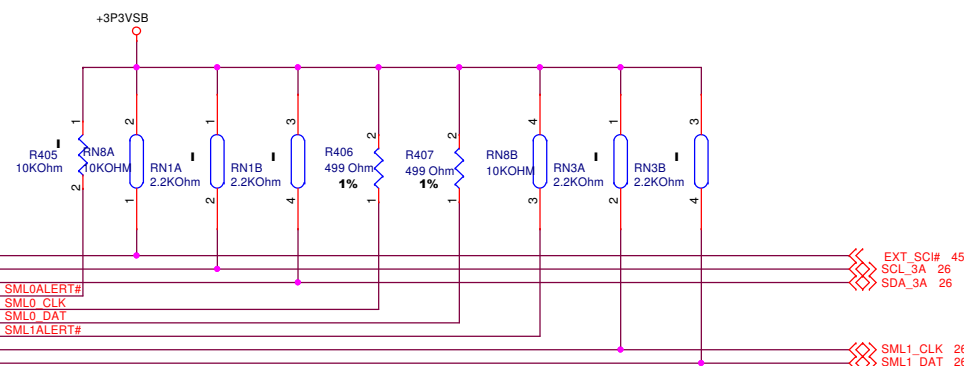 +3P3VSB
1 2 1 3 2 2 4 1 3
I
R405
10KOhm
RN8A
10KOHM
RN1A
2.2KOhm
I
RN1B
2.2KOhm
I
R406
499 Ohm
1%
R407
499 Ohm
1%
RN8B
10KOHM
RN3A
2.2KOhm
I
RN3B
2.2KOhm
I
2 1 2 4 1 1 3 2 4
EXT_SCI# 45
SCL_3A 26
SDA_3A 26
SML0ALERT#
SML0_CLK
SML0_DAT
SML1ALERT#
SML1_CLK 26
SML1_DAT 26